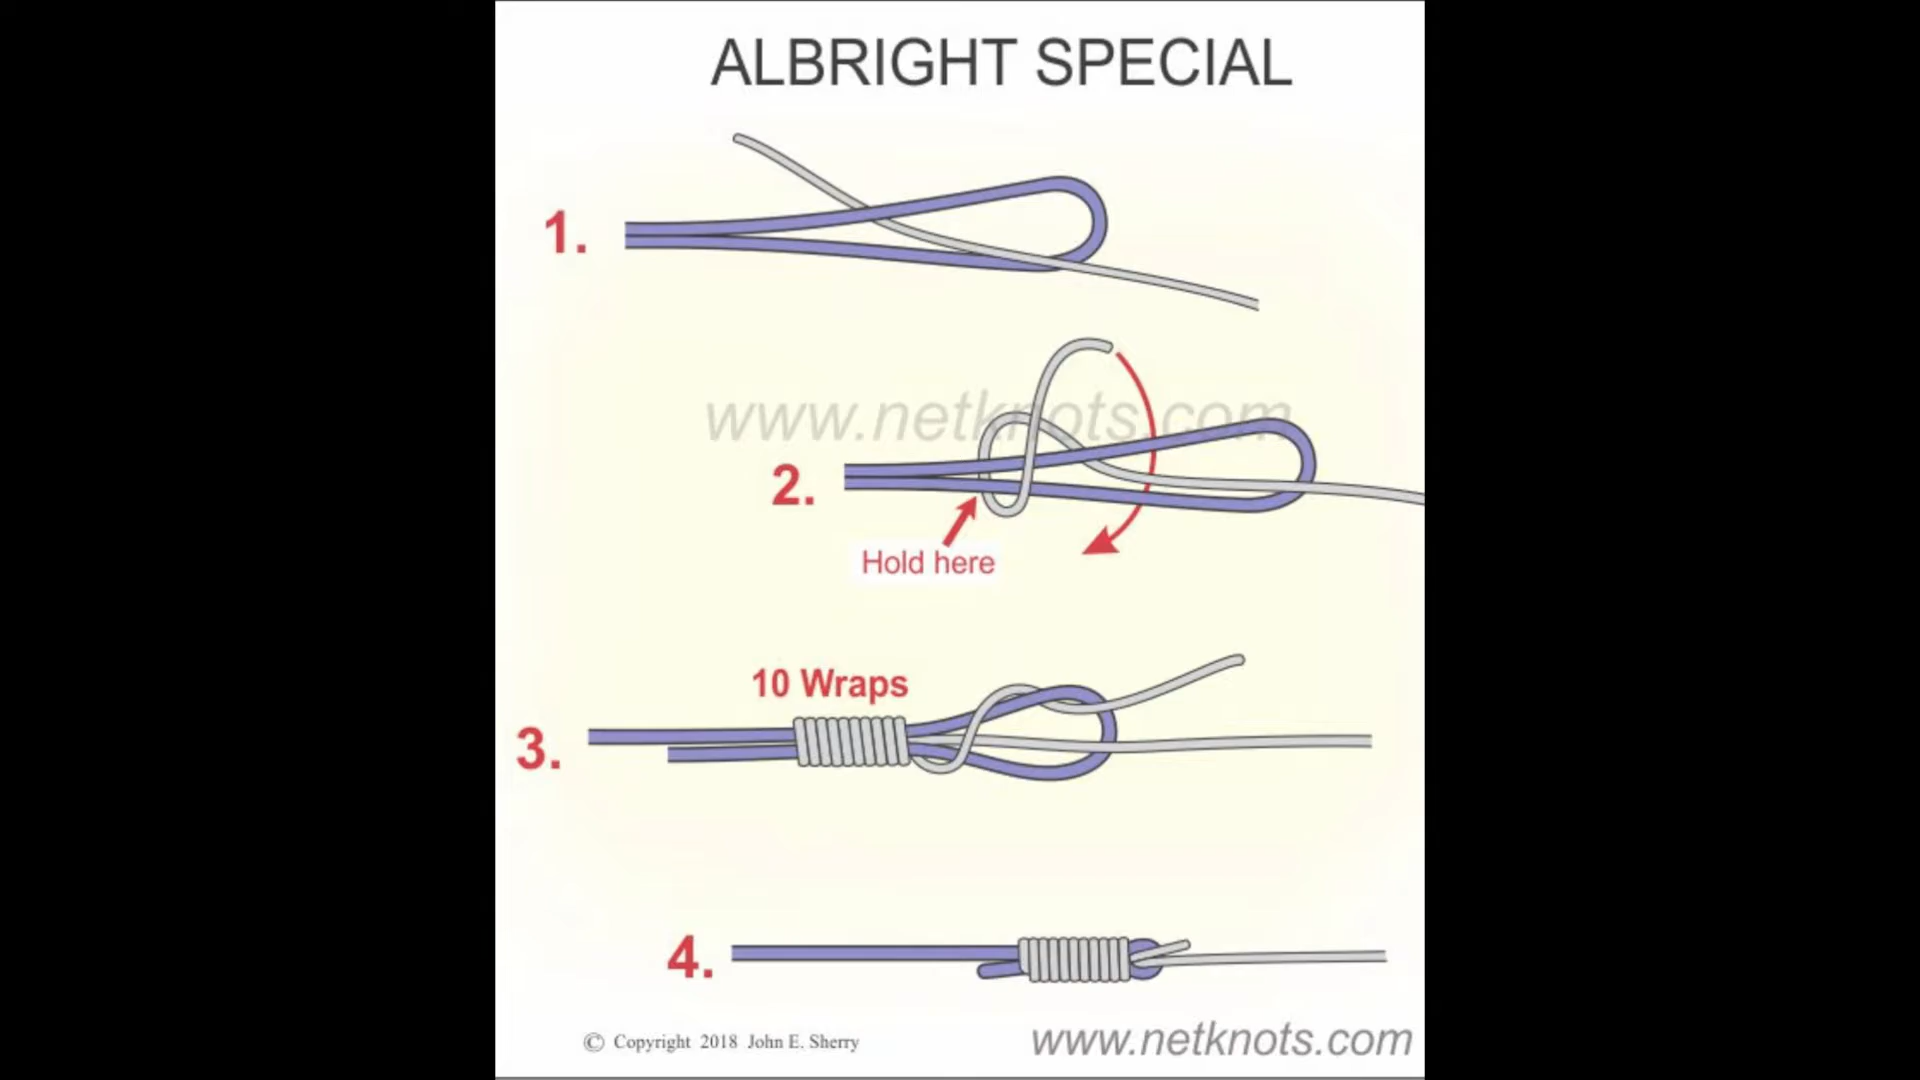 ALBRIGHT SPECIAL
1.
www.netknots.com
2.
Hold here
10 Wraps
3.
4.
© Copyright 2018 John E. Sherry
www.netknots.com